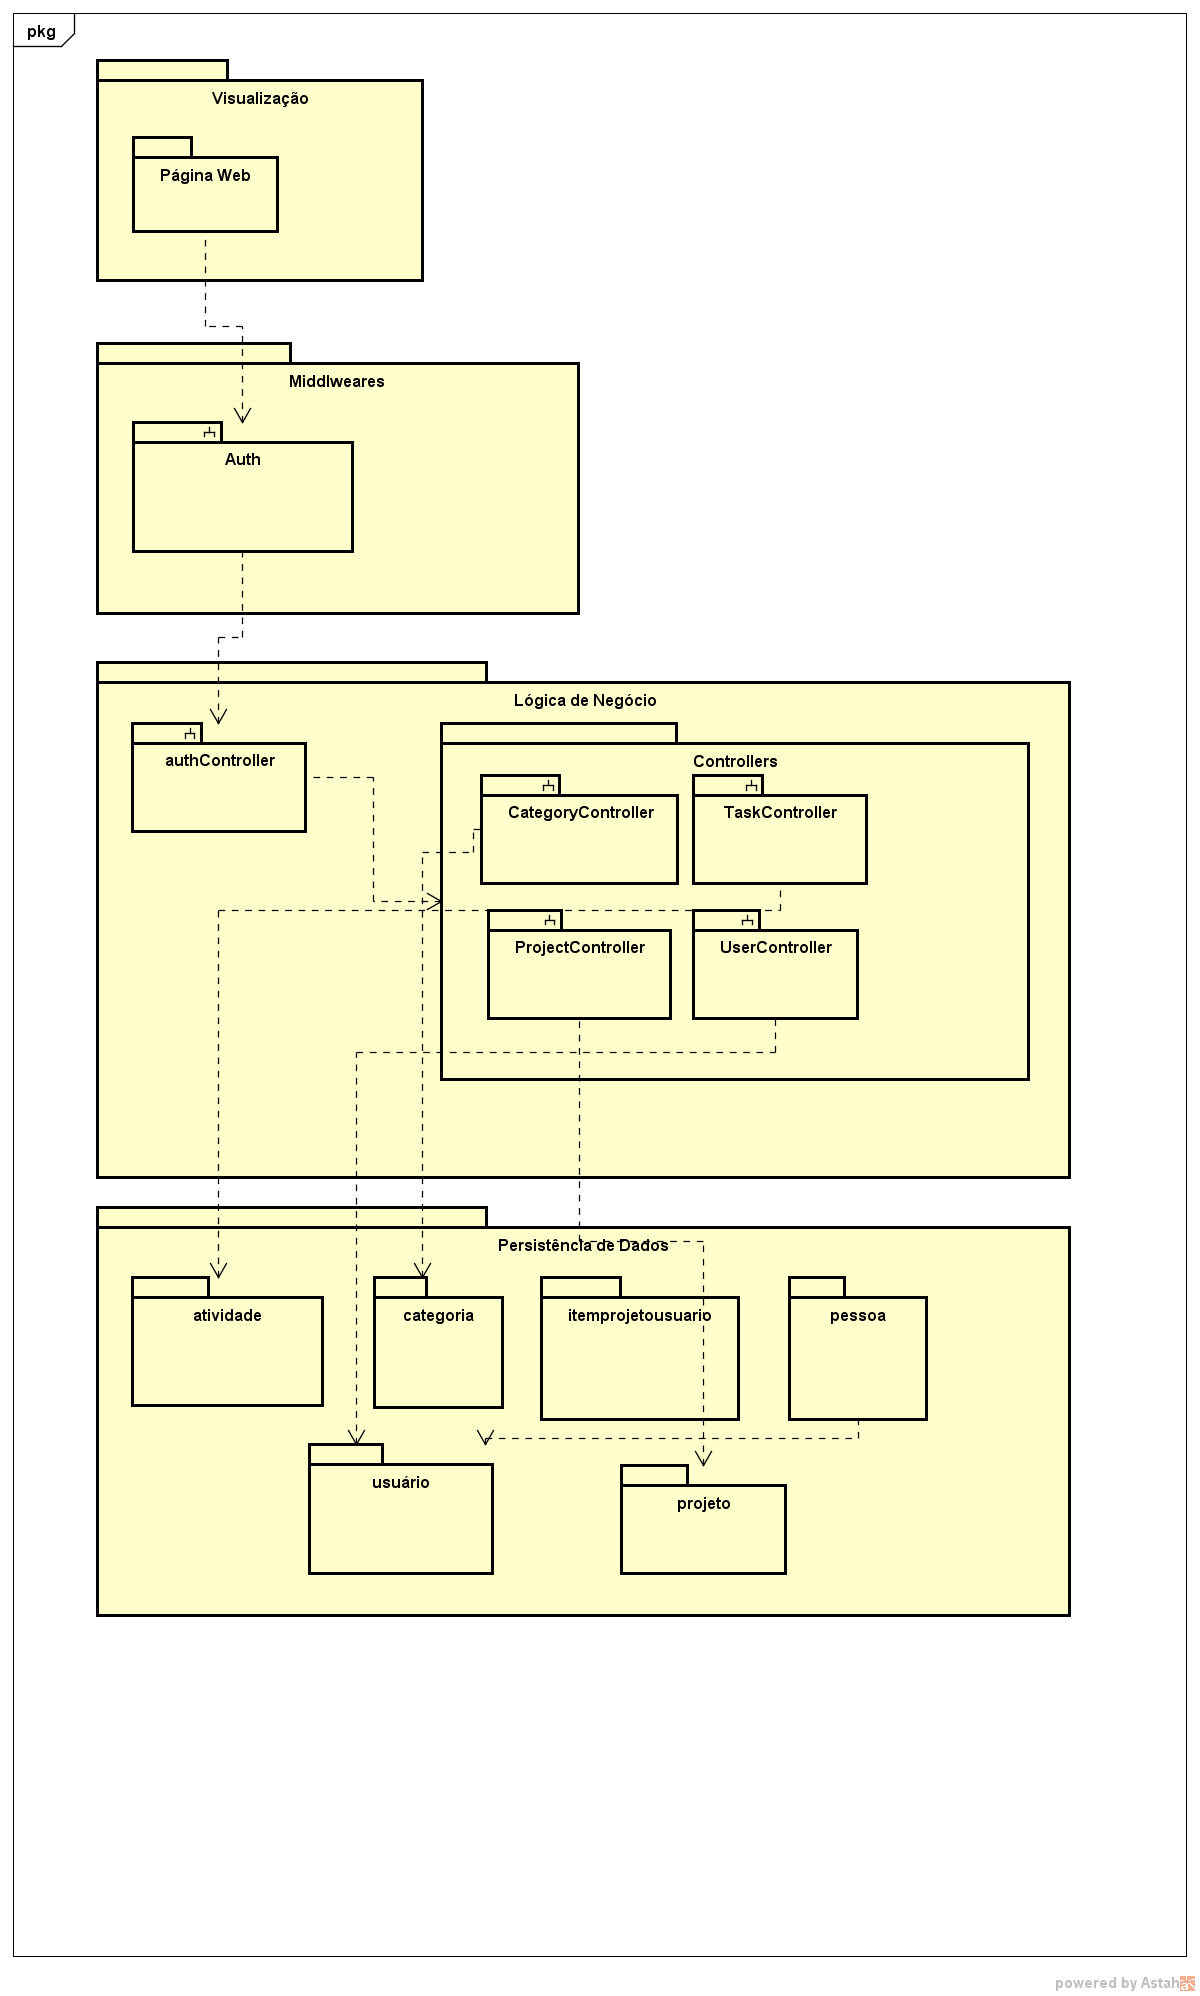 pkg
Visualização
Página Web
Middlweares
Auth
Lógica de Negócio
authController
Controllers
CategoryController
TaskController
ProjectController
UserController
Persistência de Dados
atividade
categoria
itemprojetousuario
pessoa
usuário
projeto
powered by Astah